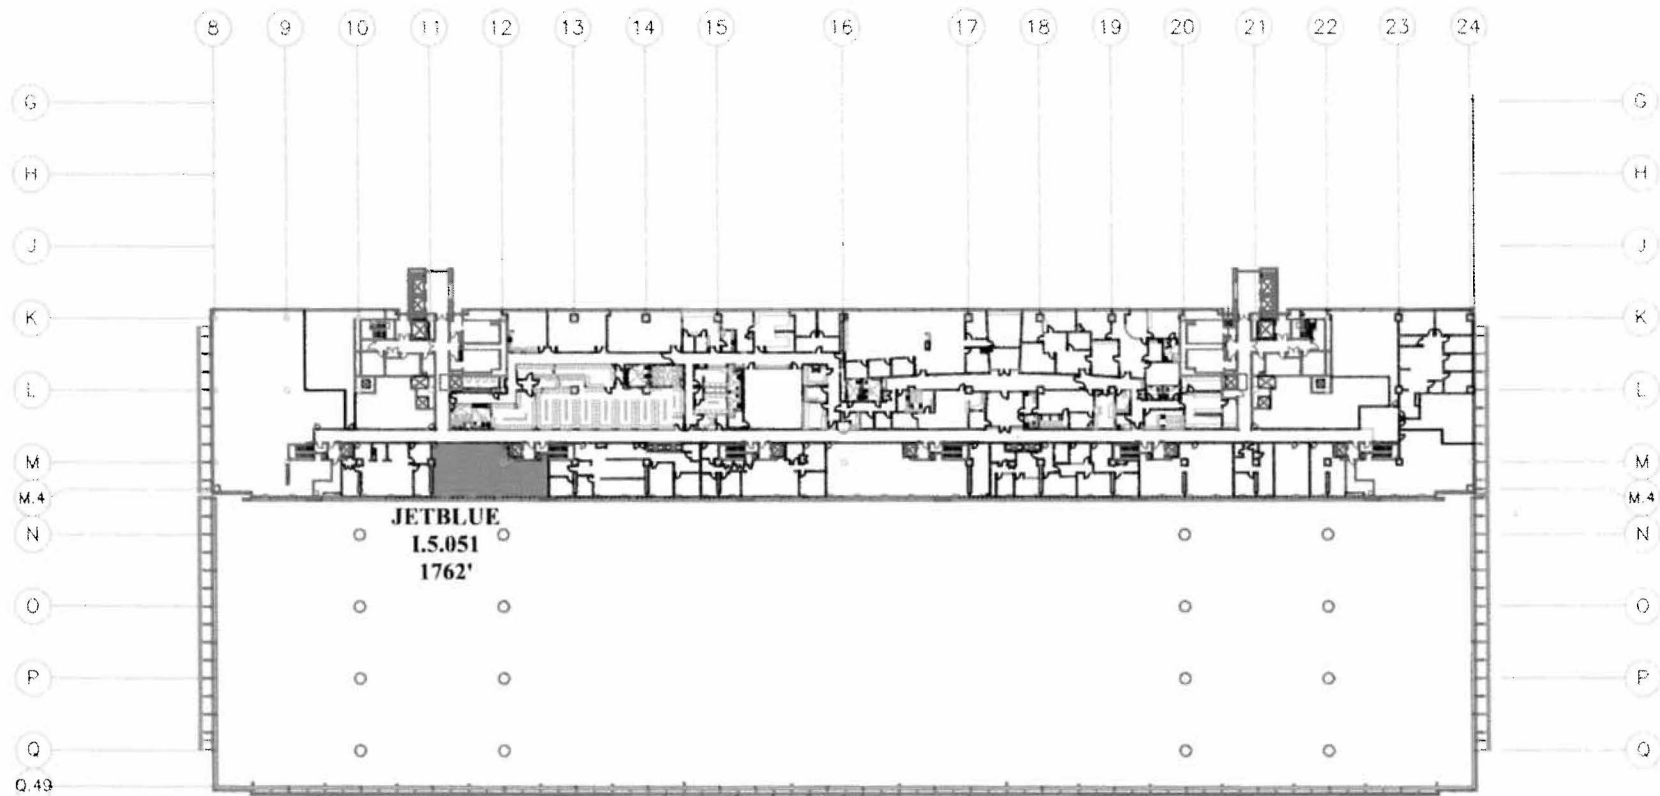 8 9 10 11 12 13 14 15 16 17 18 19 20 21 22 23 24
G G
H H
J J
K K
L L
M M
M.4 M.4
JETBLUE
N N
I.5.051
1762'
O O
P P
Q Q
Q.49